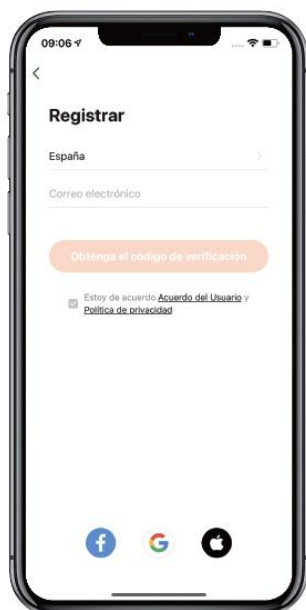 09:06
Registrar
España
Correo electrónico
Obtenga el código de verificación
Estoy de acuerdo Acuerdo del Usuario y
Política de privacidad